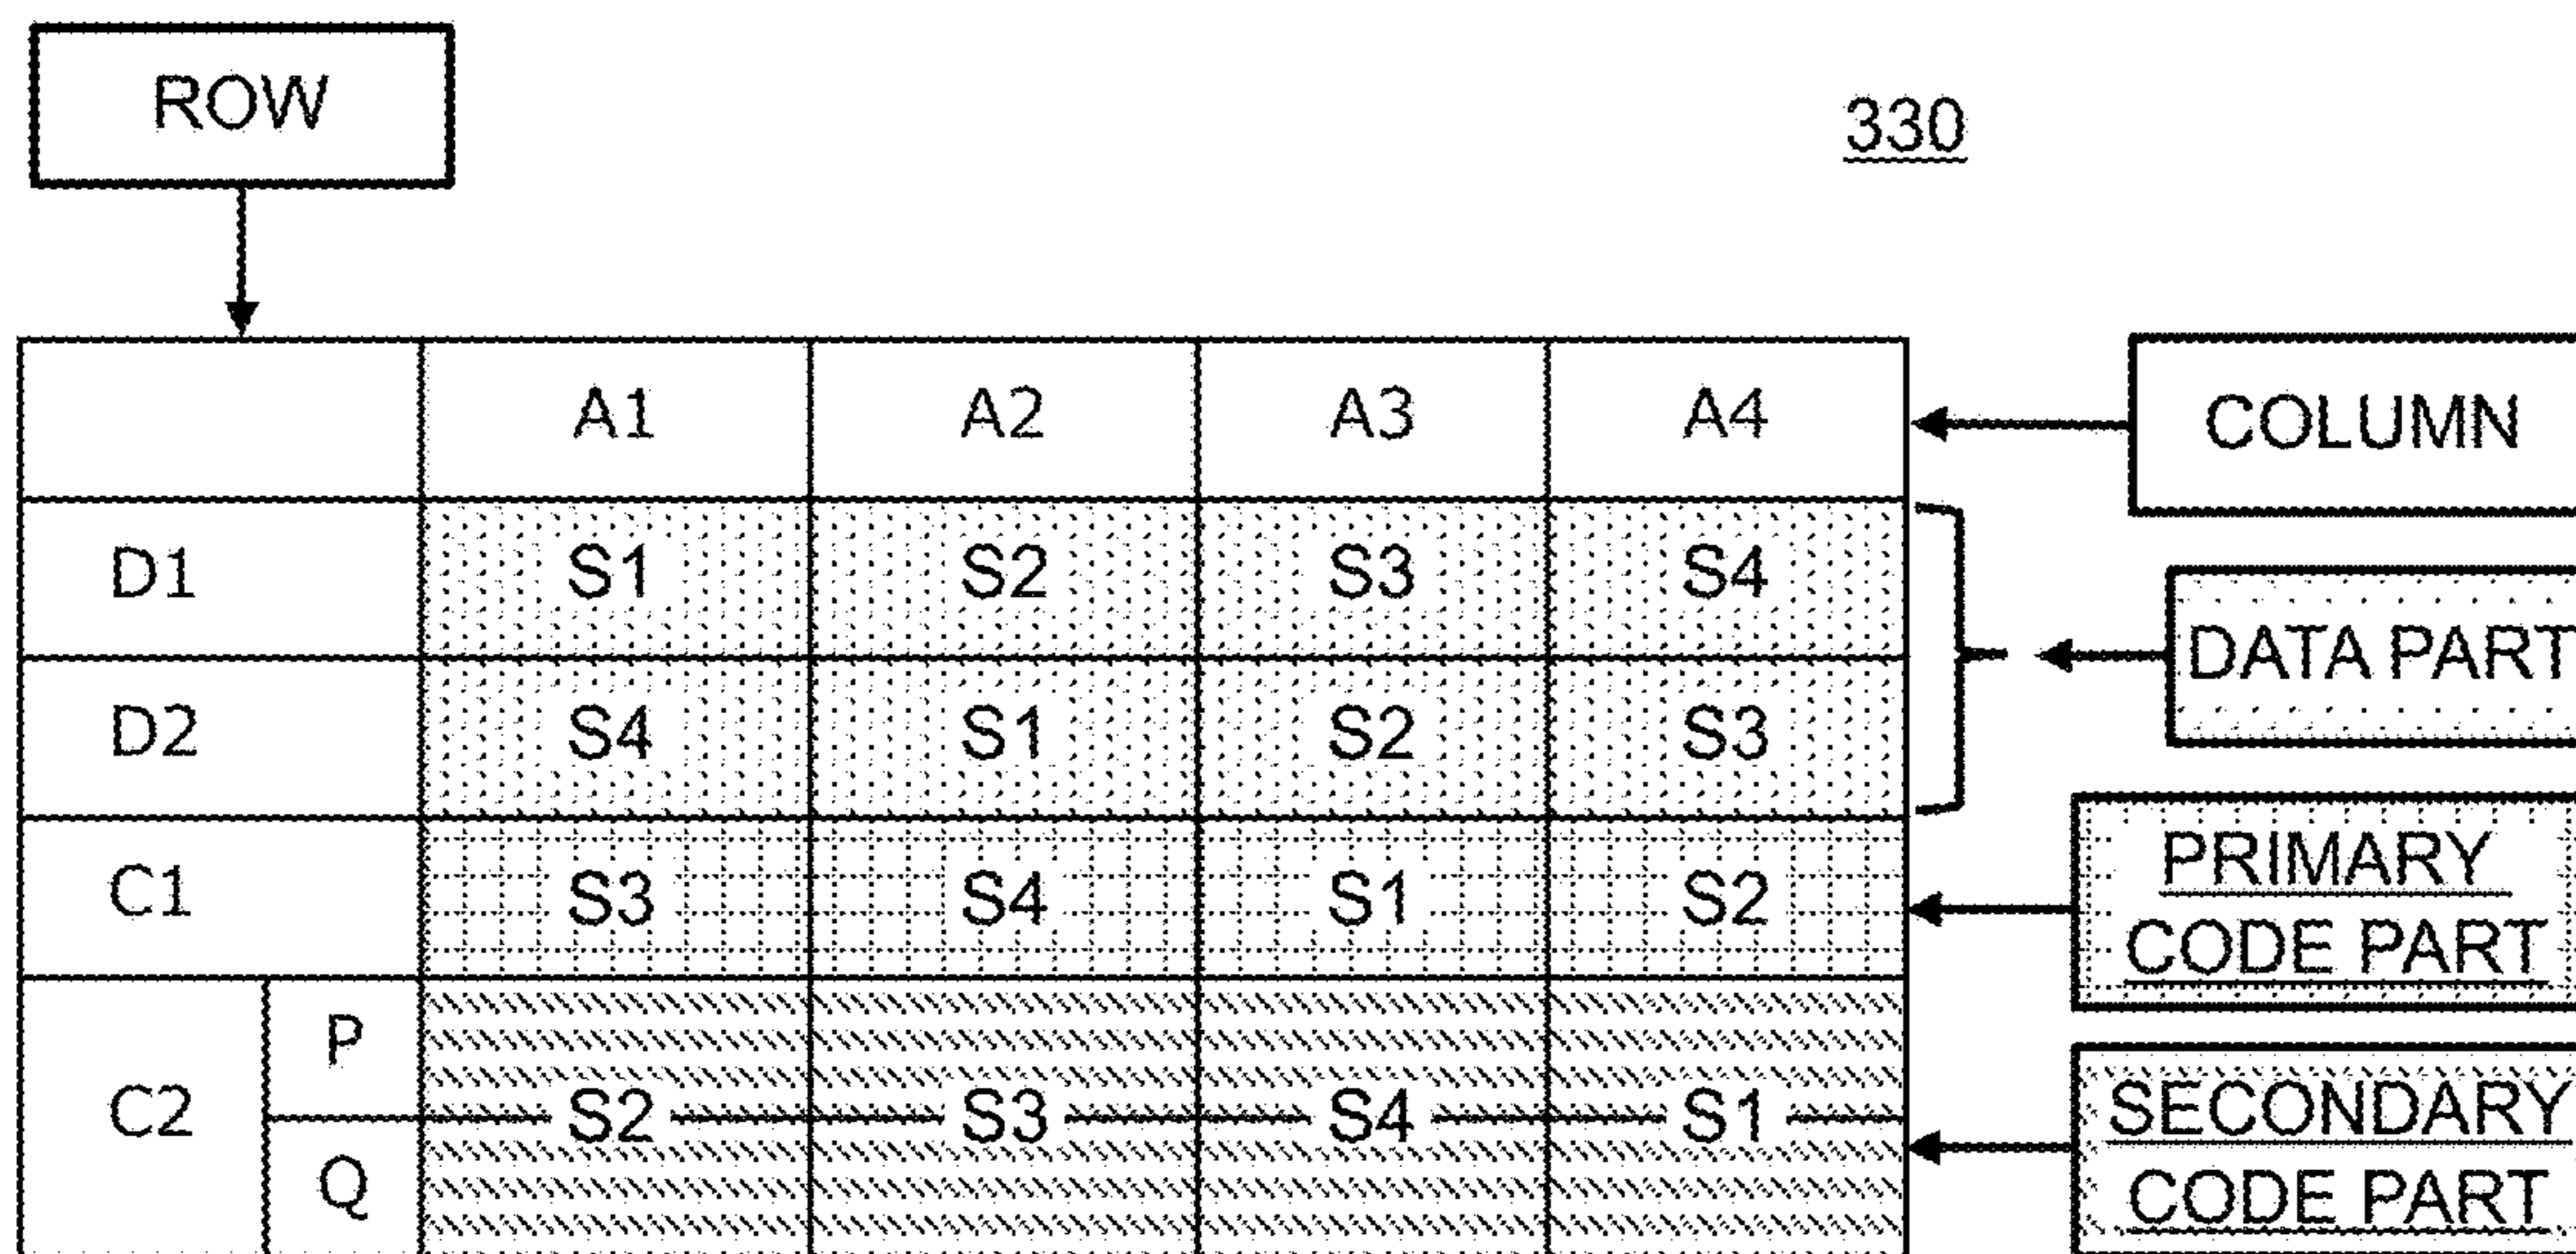 ROW
330
A1 A2 A3 A4
COLUMN
D1 S1 S2 S3 S4
DATA PART
D2 S4 S1 S2 S3
C1 S3 S4 S1 S2
PRIMARY
CODE PART
P
C2 S2 S3 S4 S1
Q
SECONDARY
CODE PART